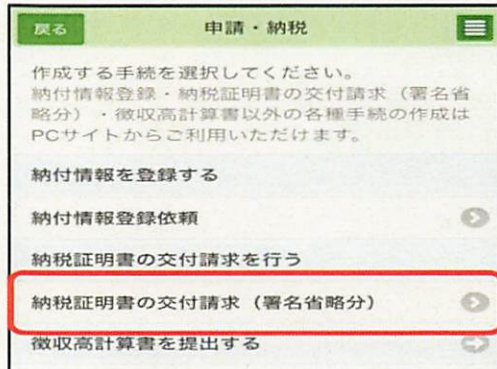 戻る
申請・納税
作成する手続を選択してください。
納付情報登録・納税証明書の交付請求（署名省
略分）・徴収高計算書以外の各種手続の作成は
PCサイトからご利用いただけます。
納付情報を登録する
納付情報登録依頼
納税証明書の交付請求を行う
納税証明書の交付請求（署名省略分）
徴収高計算書を提出する